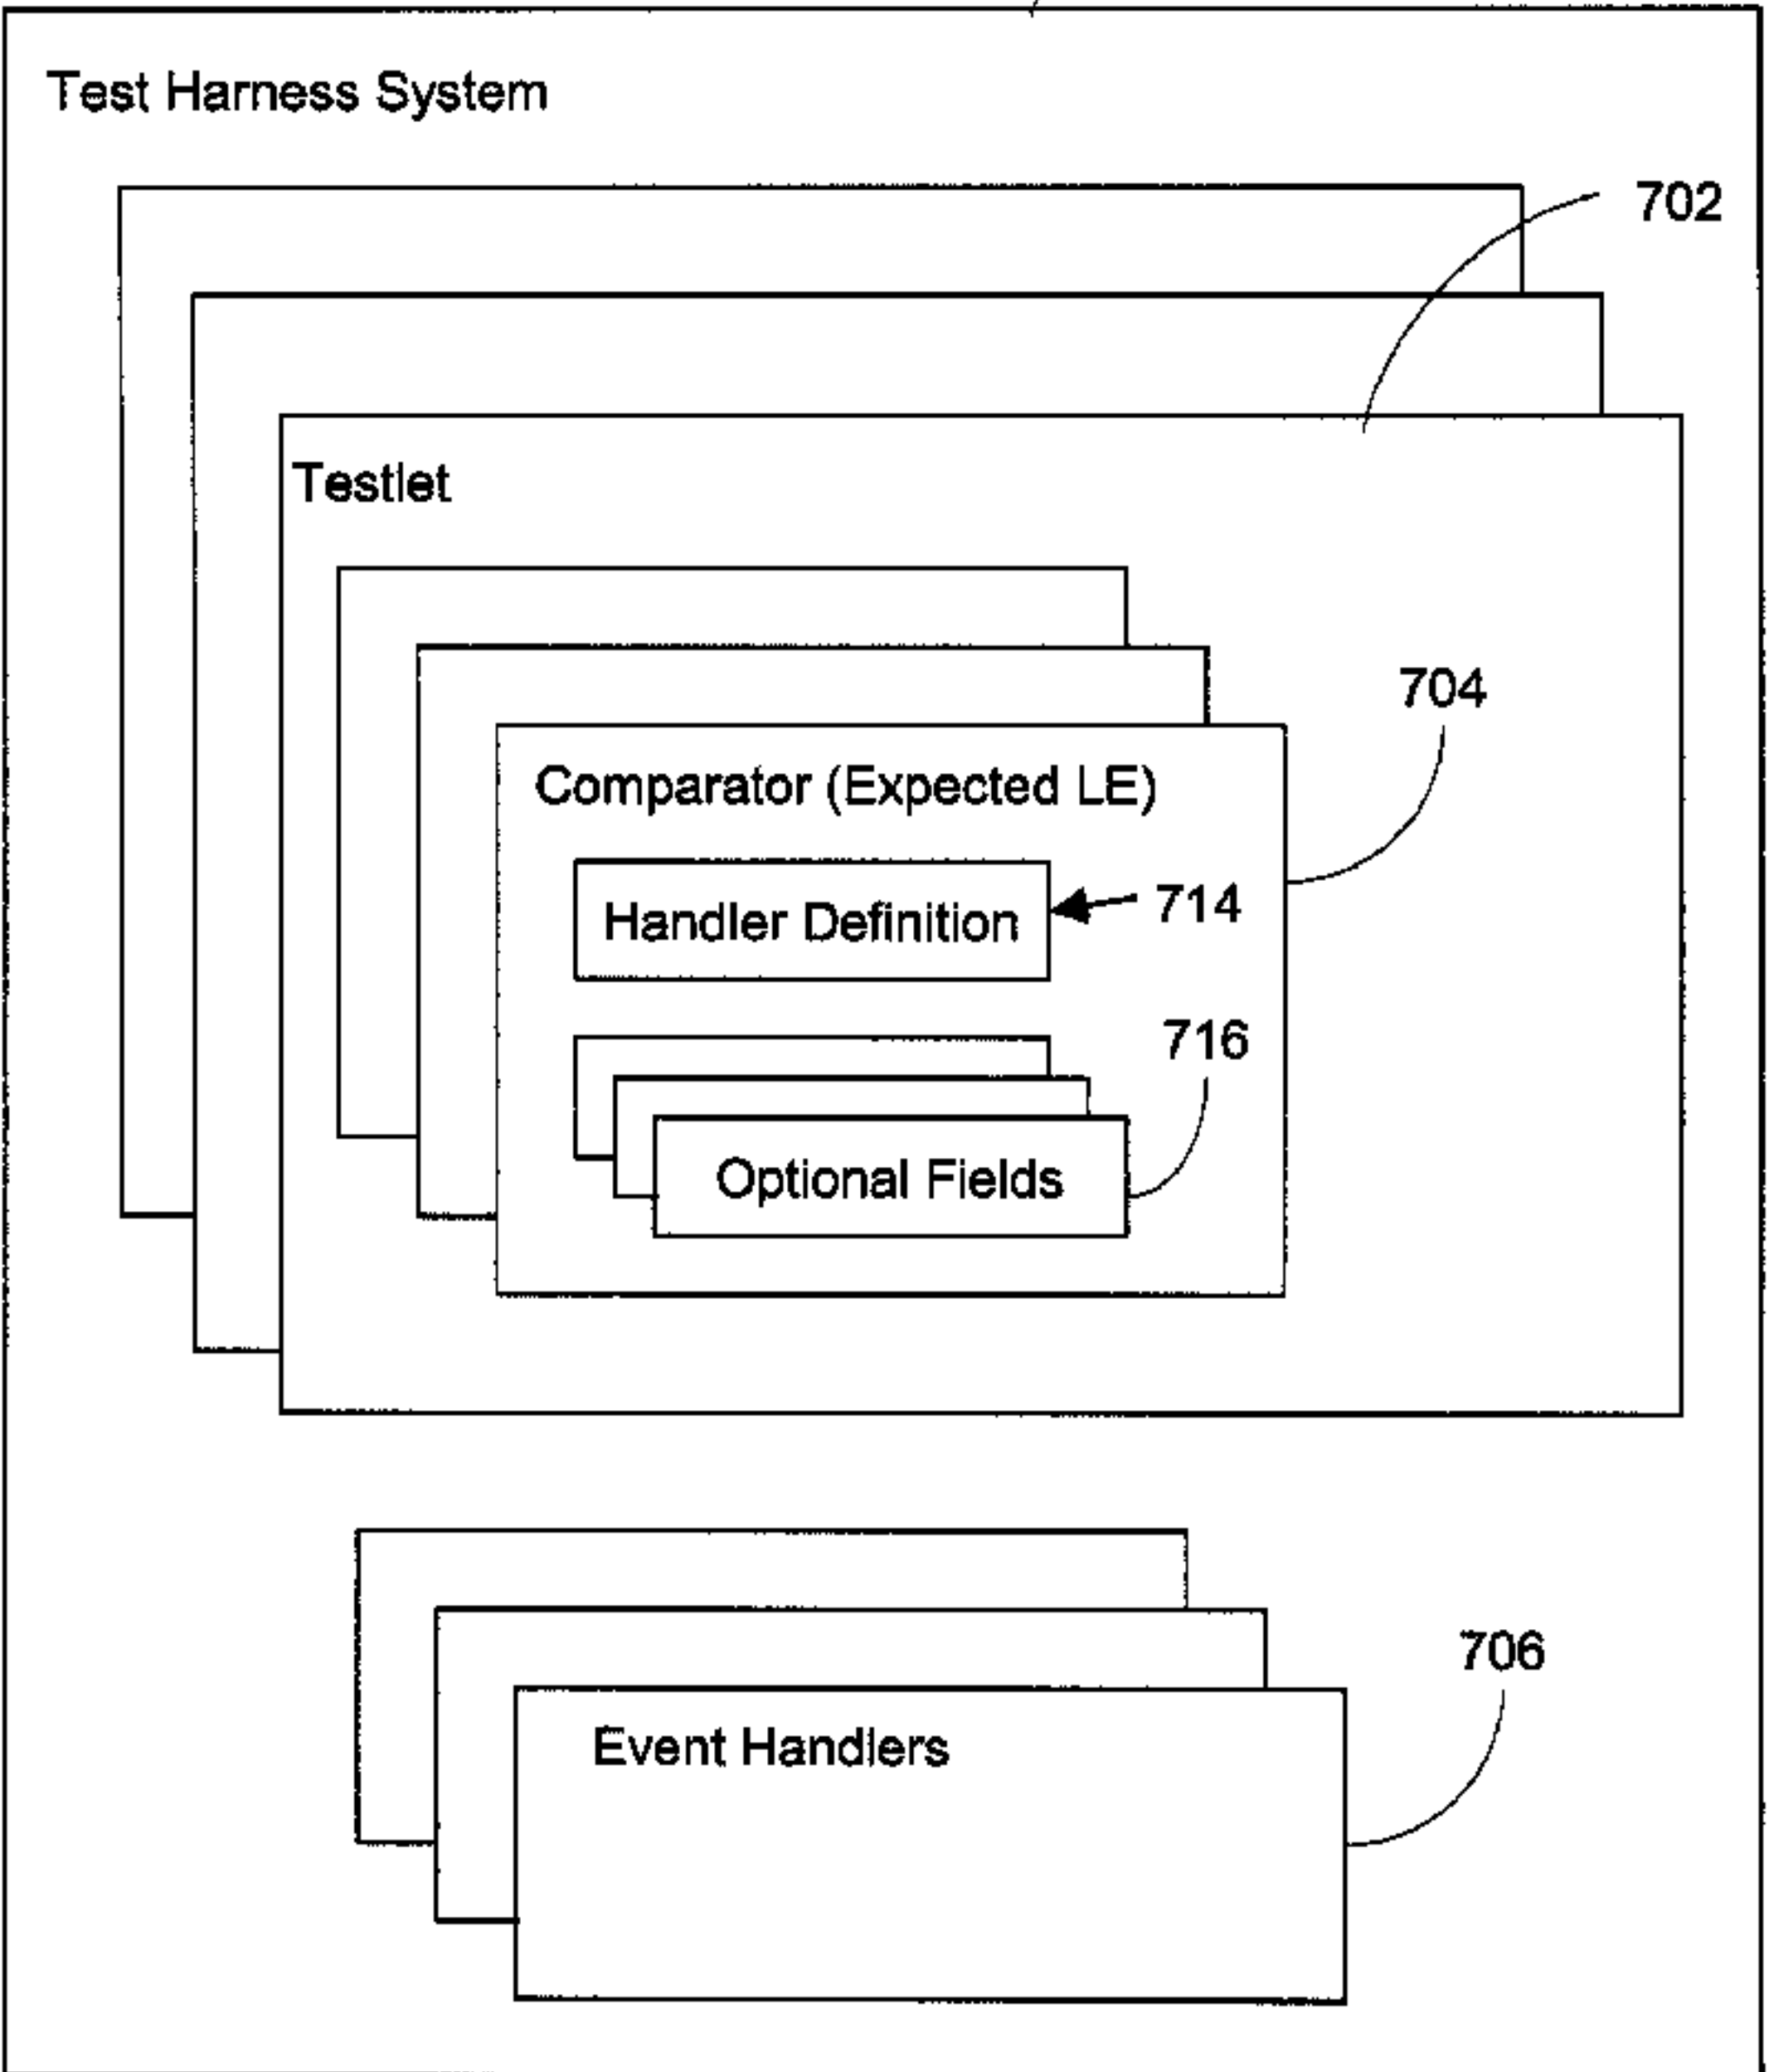 Test Harness System
702
Testlet
704
Comparator (Expected LE)
Handler Definition
714
716
Optional Fields
706
Event Handlers